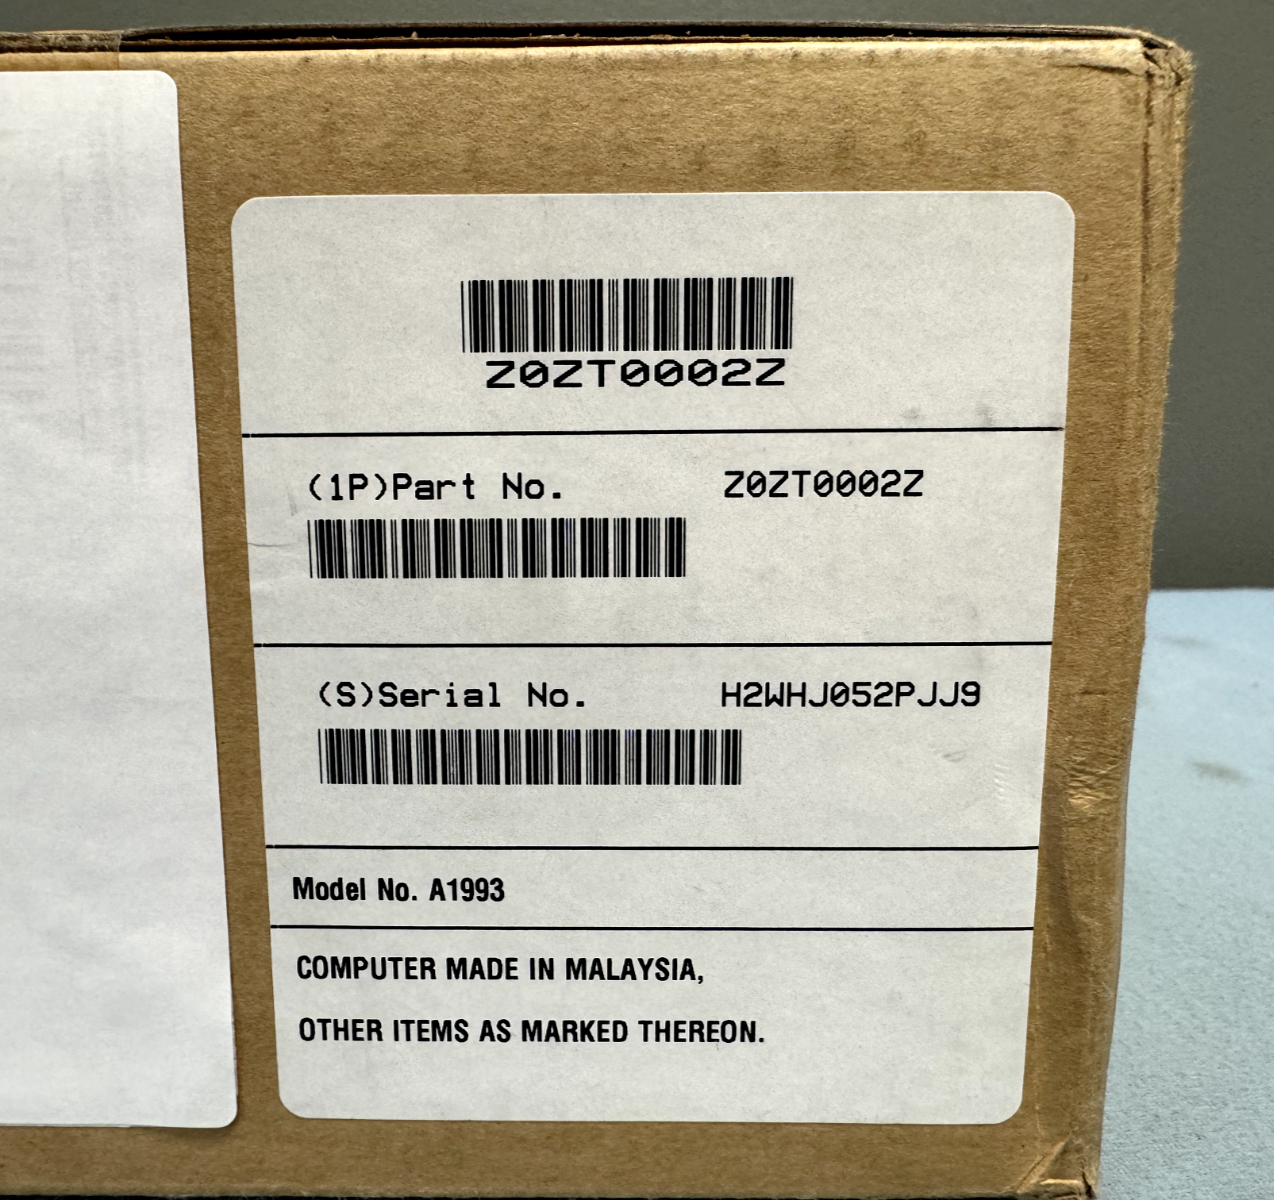 Z0ZT0002Z
(1P)Part No. Z0ZT0002Z
(S)Serial No. H2WHJ052PJJ9
Model No. A1993
COMPUTER MADE IN MALAYSIA,
OTHER ITEMS AS MARKED THEREON.